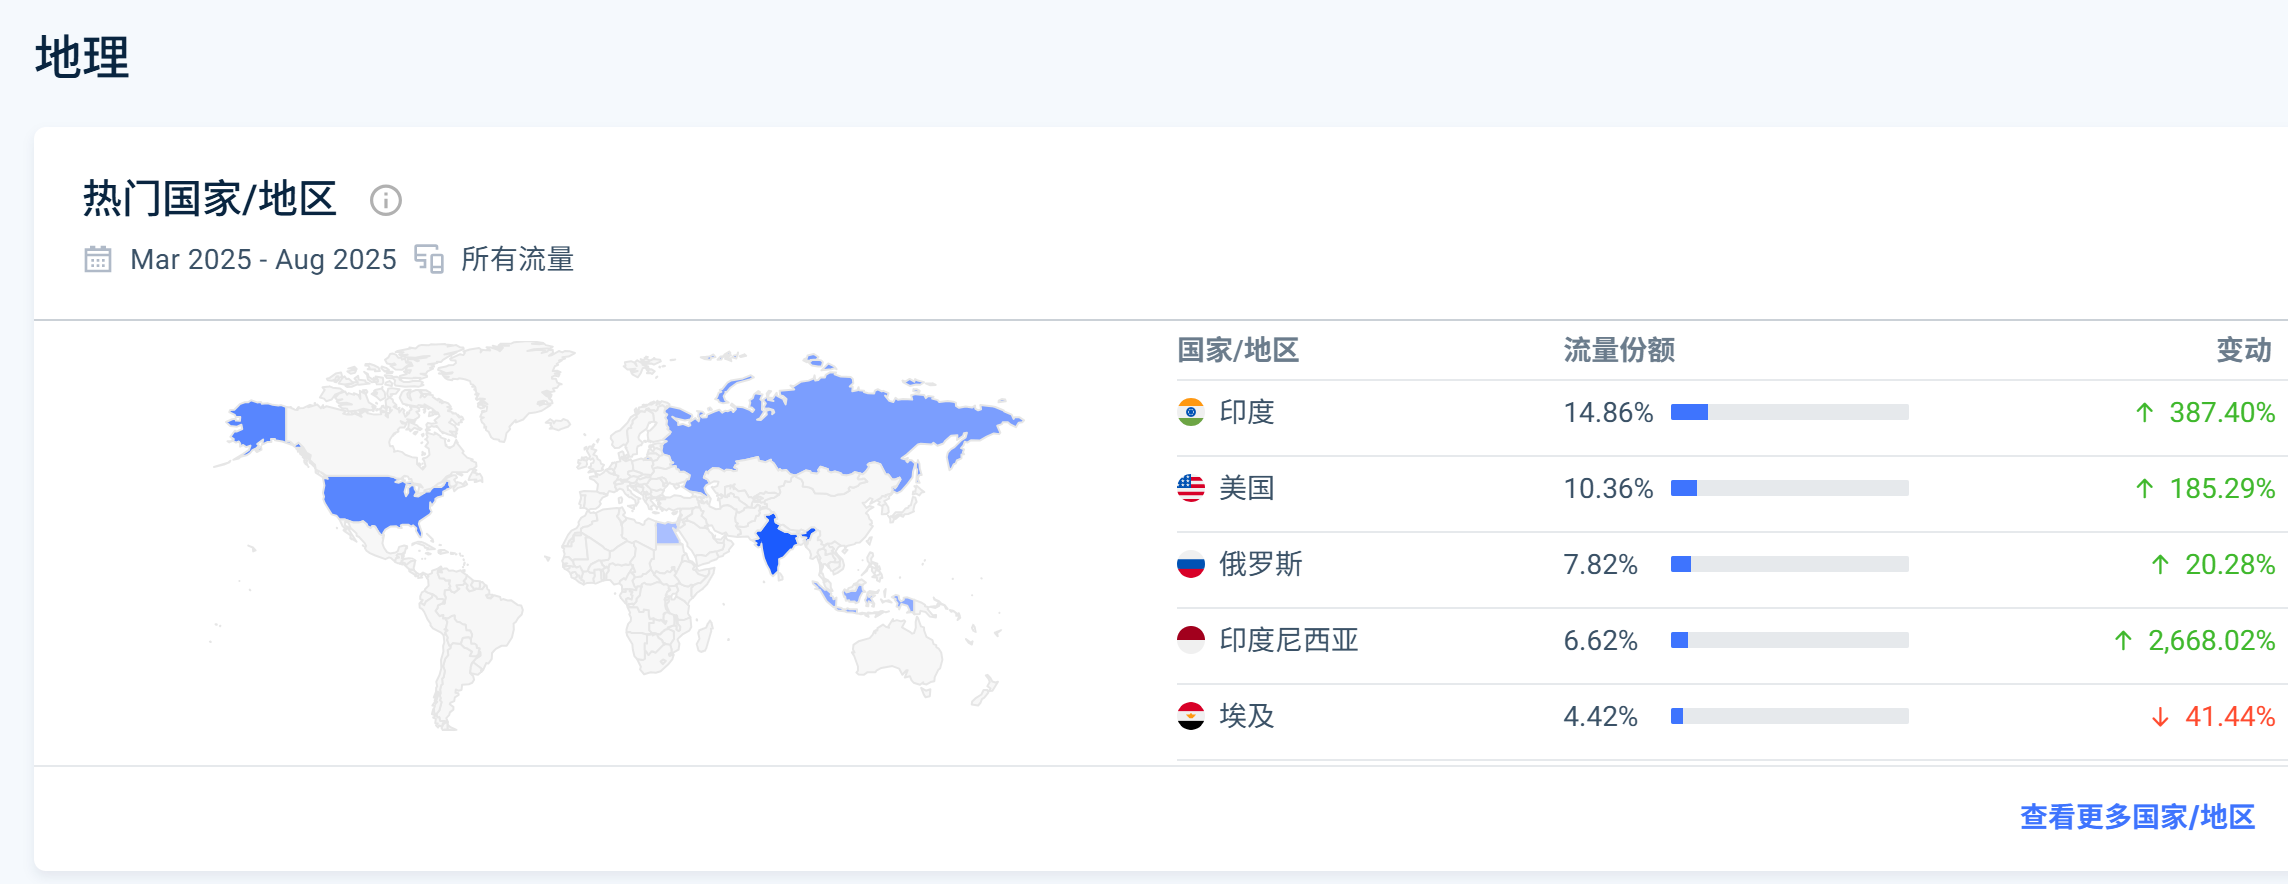 地理
热门国家/地区
Mar 2025 - Aug 2025 所有流量
国家/地区 流量份额 变动
印度 14.86% ↑ 387.40%
美国 10.36% ↑ 185.29%
俄罗斯 7.82% ↑ 20.28%
印度尼西亚 6.62% ↑ 2,668.02%
埃及 4.42% ↓ 41.44%
查看更多国家/地区